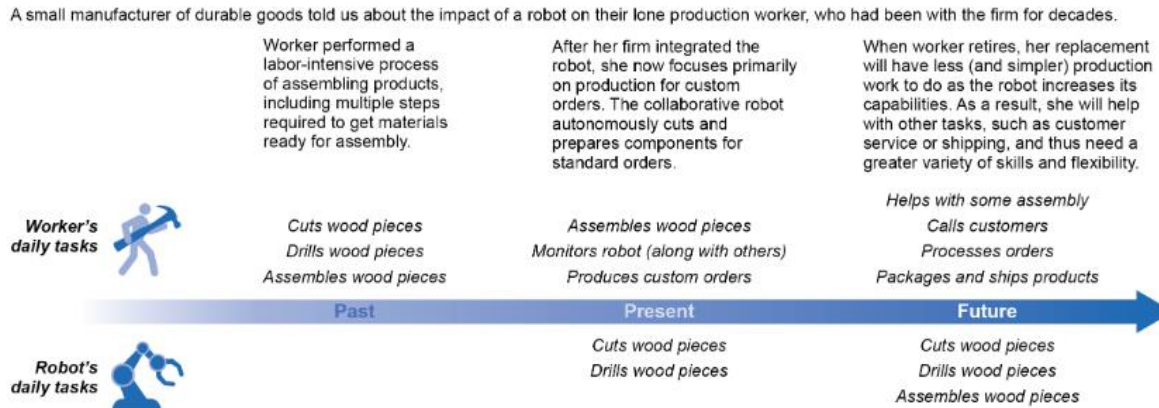 A small manufacturer of durable goods told us about the impact of a robot on their lone production worker, who had been with the firm for decades.
Worker performed a
labor-intensive process
of assembling products,
including multiple steps
required to get materials
ready for assembly.
After her firm integrated the
robot, she now focuses primarily
on production for custom
orders. The collaborative robot
autonomously cuts and
prepares components for
standard orders.
When worker retires, her replacement
will have less (and simpler) production
work to do as the robot increases its
capabilities. As a result, she will help
with other tasks, such as customer
service or shipping, and thus need a
greater variety of skills and flexibility.
Worker's
daily tasks
Cuts wood pieces
Drills wood pieces
Assembles wood pieces
Assembles wood pieces
Monitors robot (along with others)
Produces custom orders
Helps with some assembly
Calls customers
Processes orders
Packages and ships products
Past
Present
Future
Robot's
daily tasks
Cuts wood pieces
Drills wood pieces
Cuts wood pieces
Drills wood pieces
Assembles wood pieces